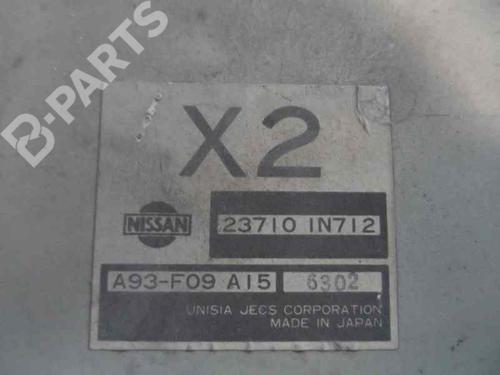 B-PARTS
X2
NISSAN
23710 1N712
A93-F09 A15 6302
UNISIA JECS CORPORATION
MADE IN JAPAN